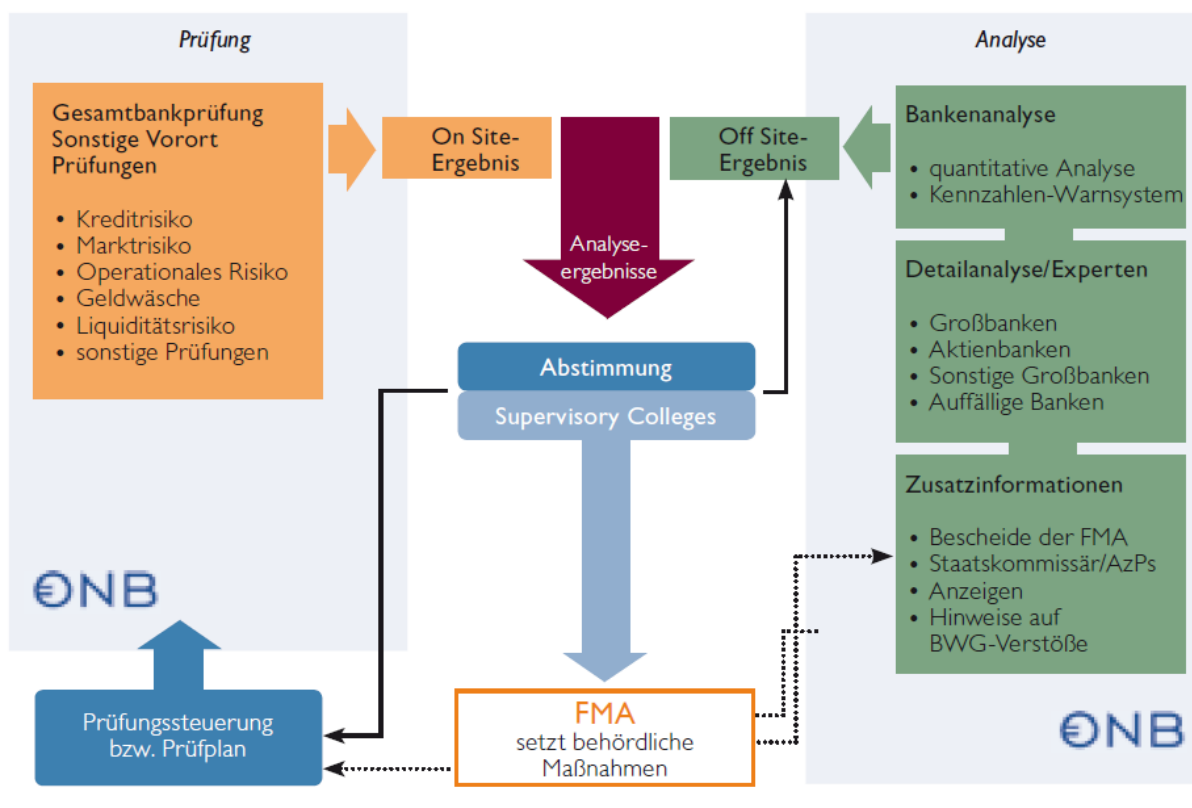 Prüfung
Gesamtbankprüfung
Sonstige Vorort
Prüfungen
• Kreditrisiko
• Marktrisiko
• Operationales Risiko
• Geldwäsche
• Liquiditätsrisiko
• sonstige Prüfungen
On Site-
Ergebnis
Analyse-
ergebnisse
Off Site-
Ergebnis
Analyse
Bankenanalyse
• quantitative Analyse
• Kennzahlen-Warnsystem
Detailanalyse/Experten
• Großbanken
• Aktienbanken
• Sonstige Großbanken
• Auffällige Banken
Zusatzinformationen
• Bescheide der FMA
• Staatskommissär/AzPs
• Anzeigen
• Hinweise auf
BWG-Verstöße
Abstimmung
Supervisory Colleges
ONB
Prüfungssteuerung
bzw. Prüfplan
FMA
setzt behördliche
Maßnahmen
ONB